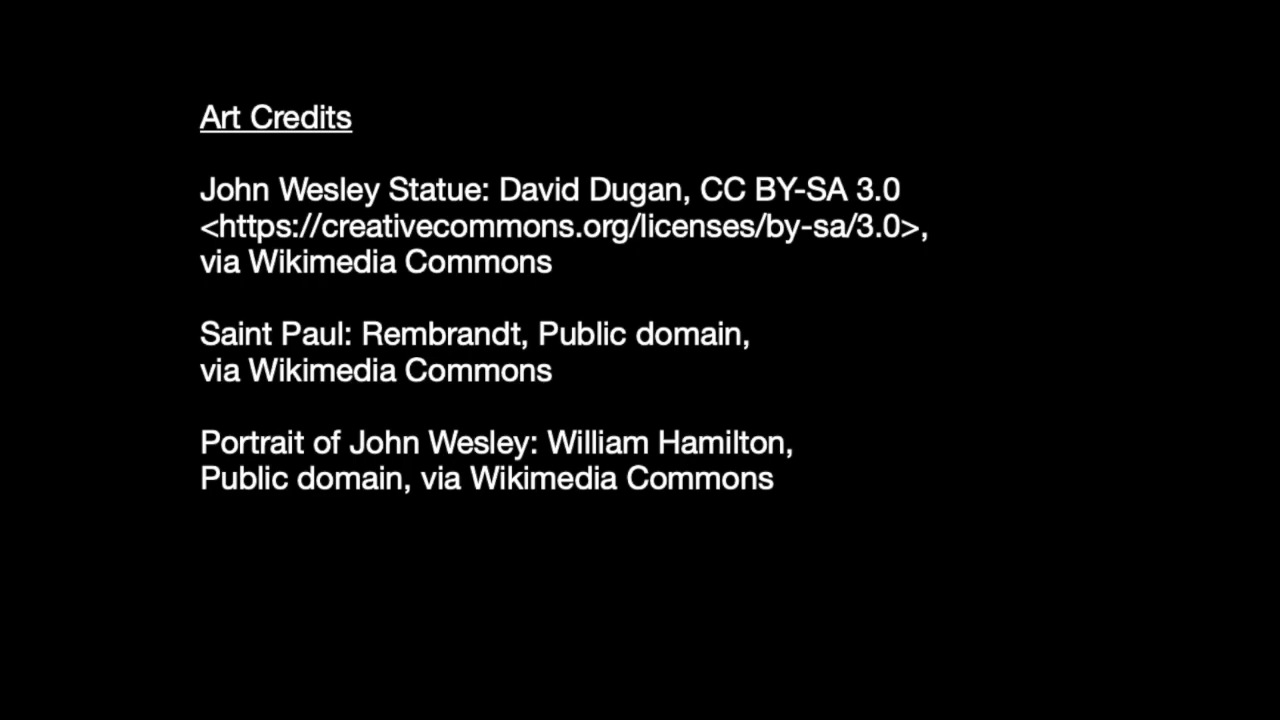 Art Credits
John Wesley Statue: David Dugan, CC BY-SA 3.0
<https://creativecommons.org/licenses/by-sa/3.0>,
via Wikimedia Commons
Saint Paul: Rembrandt, Public domain,
via Wikimedia Commons
Portrait of John Wesley: William Hamilton,
Public domain, via Wikimedia Commons